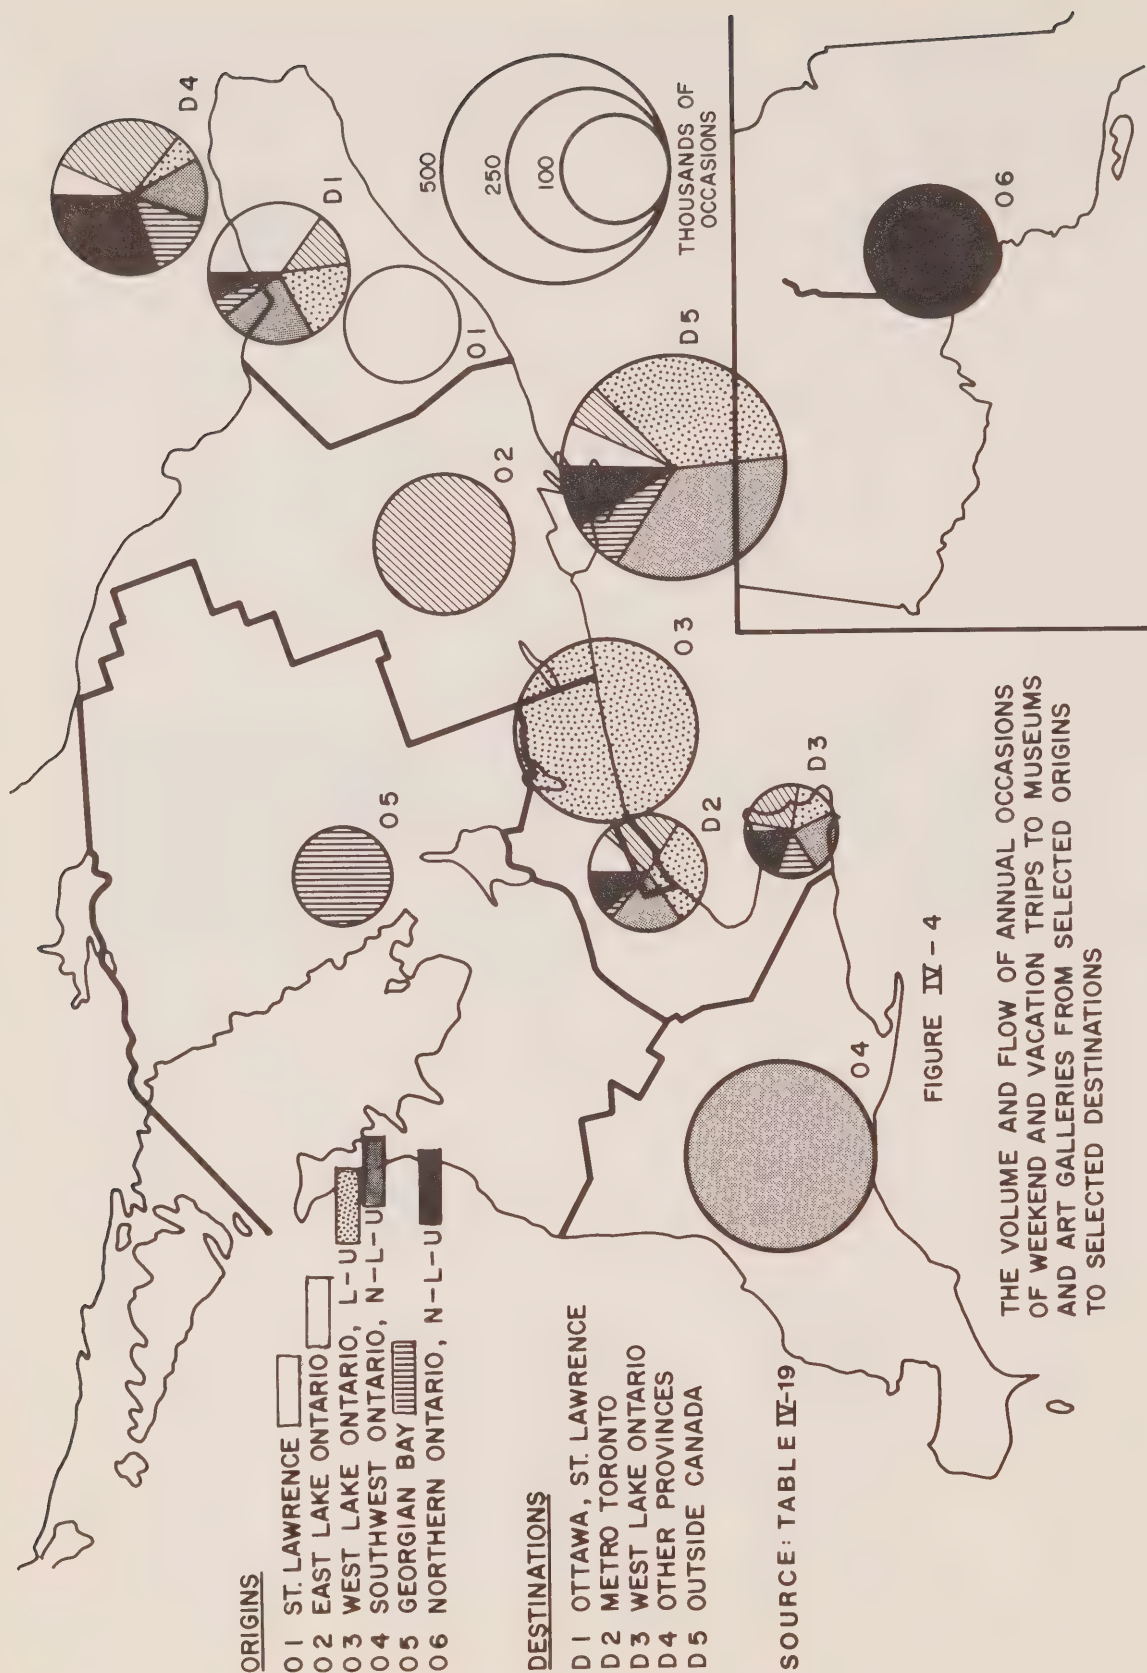 ORIGINS
O1 ST. LAWRENCE
O2 EAST LAKE ONTARIO
O3 WEST LAKE ONTARIO, L-U
O4 SOUTHWEST ONTARIO, N-L-U
O5 GEORGIAN BAY
O6 NORTHERN ONTARIO, N-L-U
DESTINATIONS
D1 OTTAWA, ST. LAWRENCE
D2 METRO TORONTO
D3 WEST LAKE ONTARIO
D4 OTHER PROVINCES
D5 OUTSIDE CANADA
SOURCE: TABLE IV-19
D4
D1
O1
O2
O5
D5
O3
D2
D3
O4
O6
500
250
100
THOUSANDS OF
OCCASIONS
FIGURE IV-4
THE VOLUME AND FLOW OF ANNUAL OCCASIONS
OF WEEKEND AND VACATION TRIPS TO MUSEUMS
AND ART GALLERIES FROM SELECTED ORIGINS
TO SELECTED DESTINATIONS